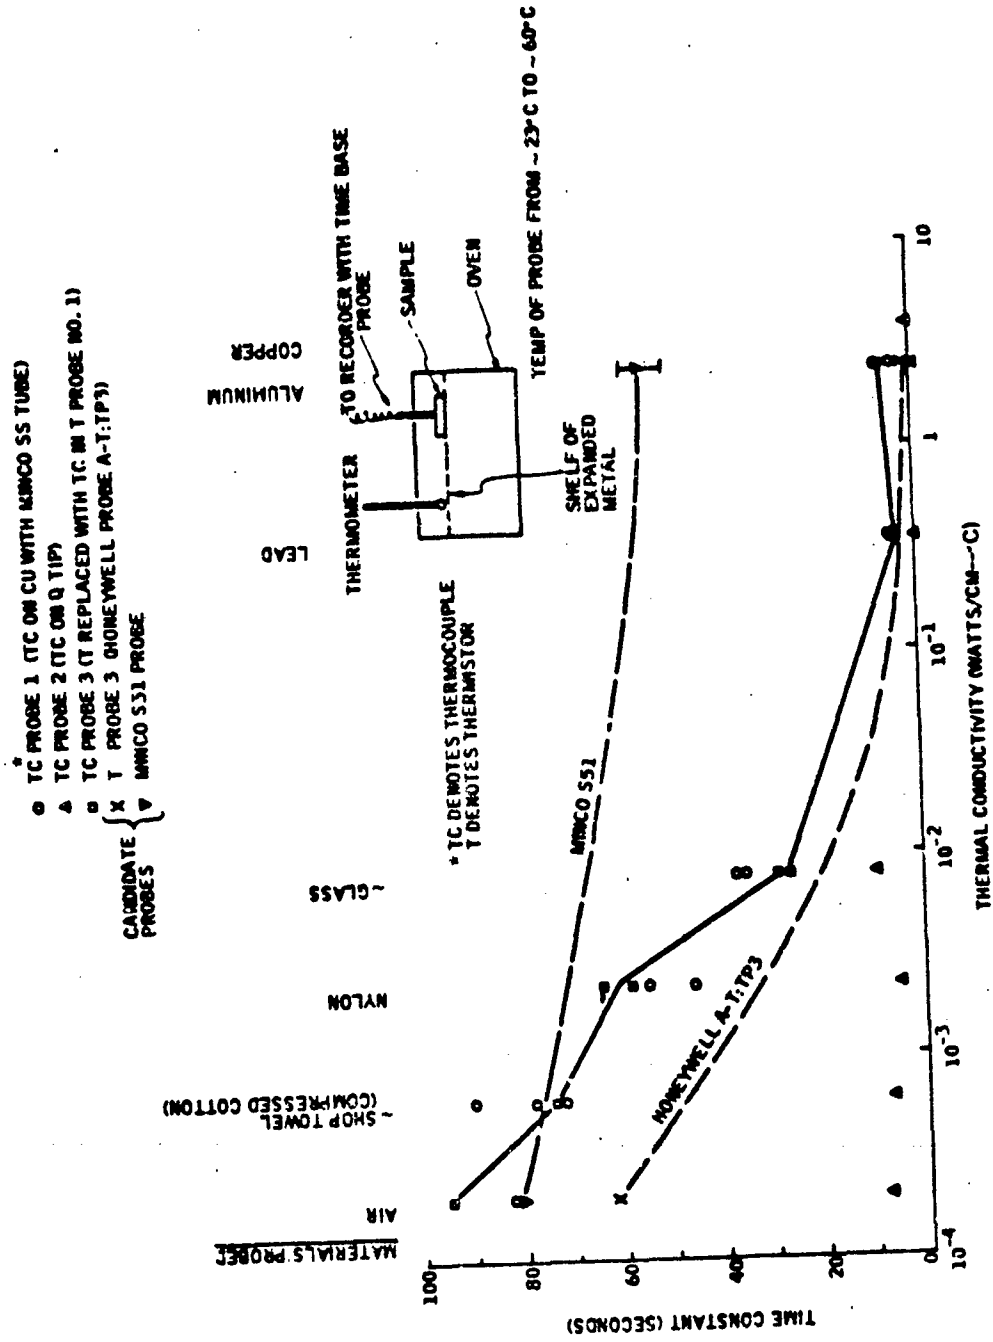 * 
o TC PROBE 1 (TC ON CU WITH MINCO SS TUBE)
TC PROBE 2 (TC ON Q TIP)
TC PROBE 3 (T REPLACED WITH TC IN T PROBE NO. 1)
CANDIDATE
PROBES
X T PROBE 3 (HONEYWELL PROBE A-T:TP3)
MINCO S51 PROBE
MATERIALS PROBED
AIR
~ SHOP TOWEL
(COMPRESSED COTTON)
NYLON
~ GLASS
LEAD
ALUMINUM
COPPER
* TC DENOTES THERMOCOUPLE
T DENOTES THERMISTOR
THERMOMETER
TO RECORDER WITH TIME BASE
PROBE
SAMPLE
OVEN
SHELF OF
EXPANDED
METAL
TEMP OF PROBE FROM ~ 23°C TO ~ 60°C
MINCO S51
HONEYWELL A-T:TP3
TIME CONSTANT (SECONDS)
100
80
60
40
20
0
10-4
10-3
10-2
10-1
1
10
THERMAL CONDUCTIVITY (WATTS/CM-°C)